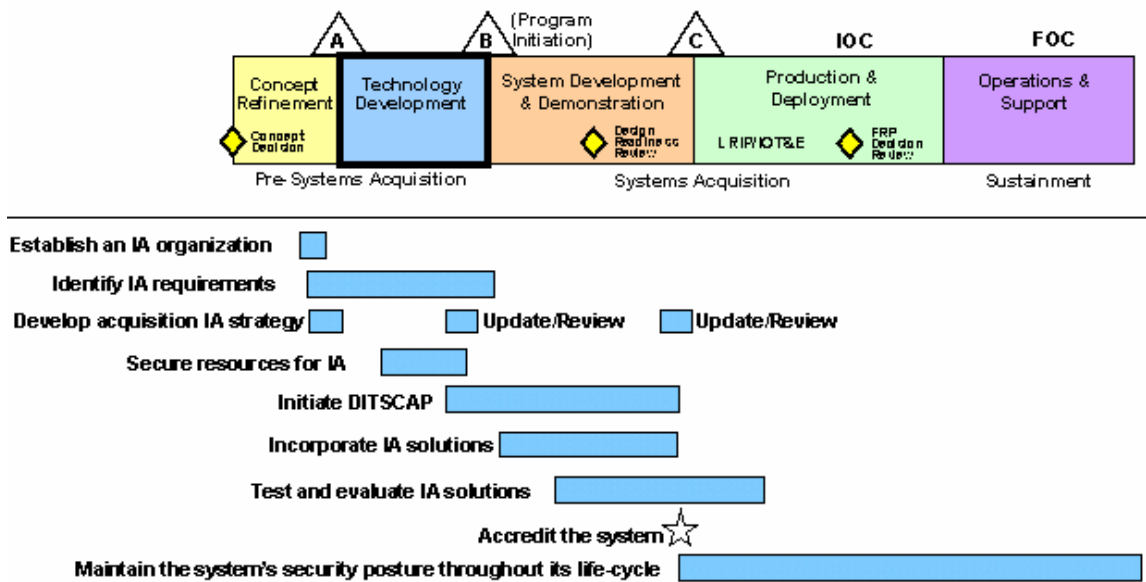 (Program
A B Initiation) C IOC FOC
Concept
Refinement
Technology
Development
System Development
& Demonstration
Production &
Deployment
Operations &
Support
Concept
Decision
Design
Readiness
Review
LRIP/IOT&E
FRP
Decision
Review
Pre-Systems Acquisition
Systems Acquisition
Sustainment
Establish an IA organization
Identify IA requirements
Develop acquisition IA strategy
Update/Review
Update/Review
Secure resources for IA
Initiate DITSCAP
Incorporate IA solutions
Test and evaluate IA solutions
Accredit the system
Maintain the system's security posture throughout its life-cycle